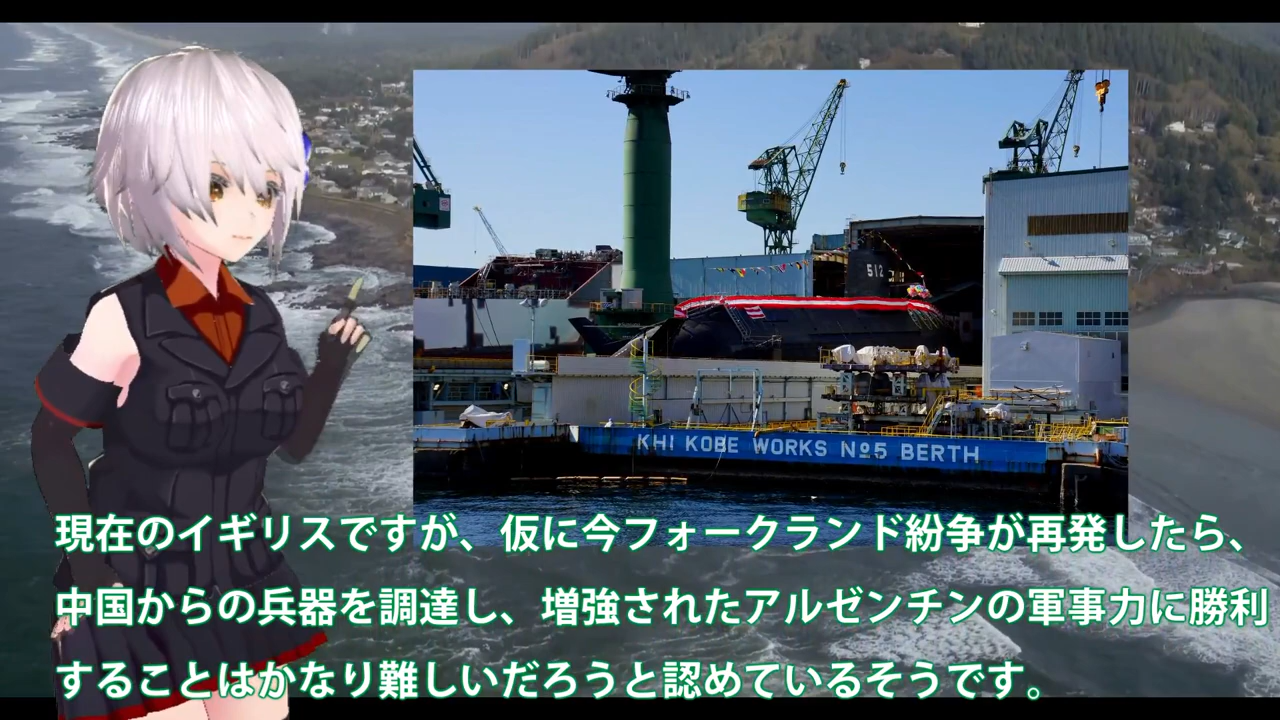 512
KHI KOBE WORKS Nº5 BERTH
現在のイギリスですが、仮に今フォークランド紛争が再発したら、
中国からの兵器を調達し、増強されたアルゼンチンの軍事力に勝利
することはかなり難しいだろうと認めているそうです。